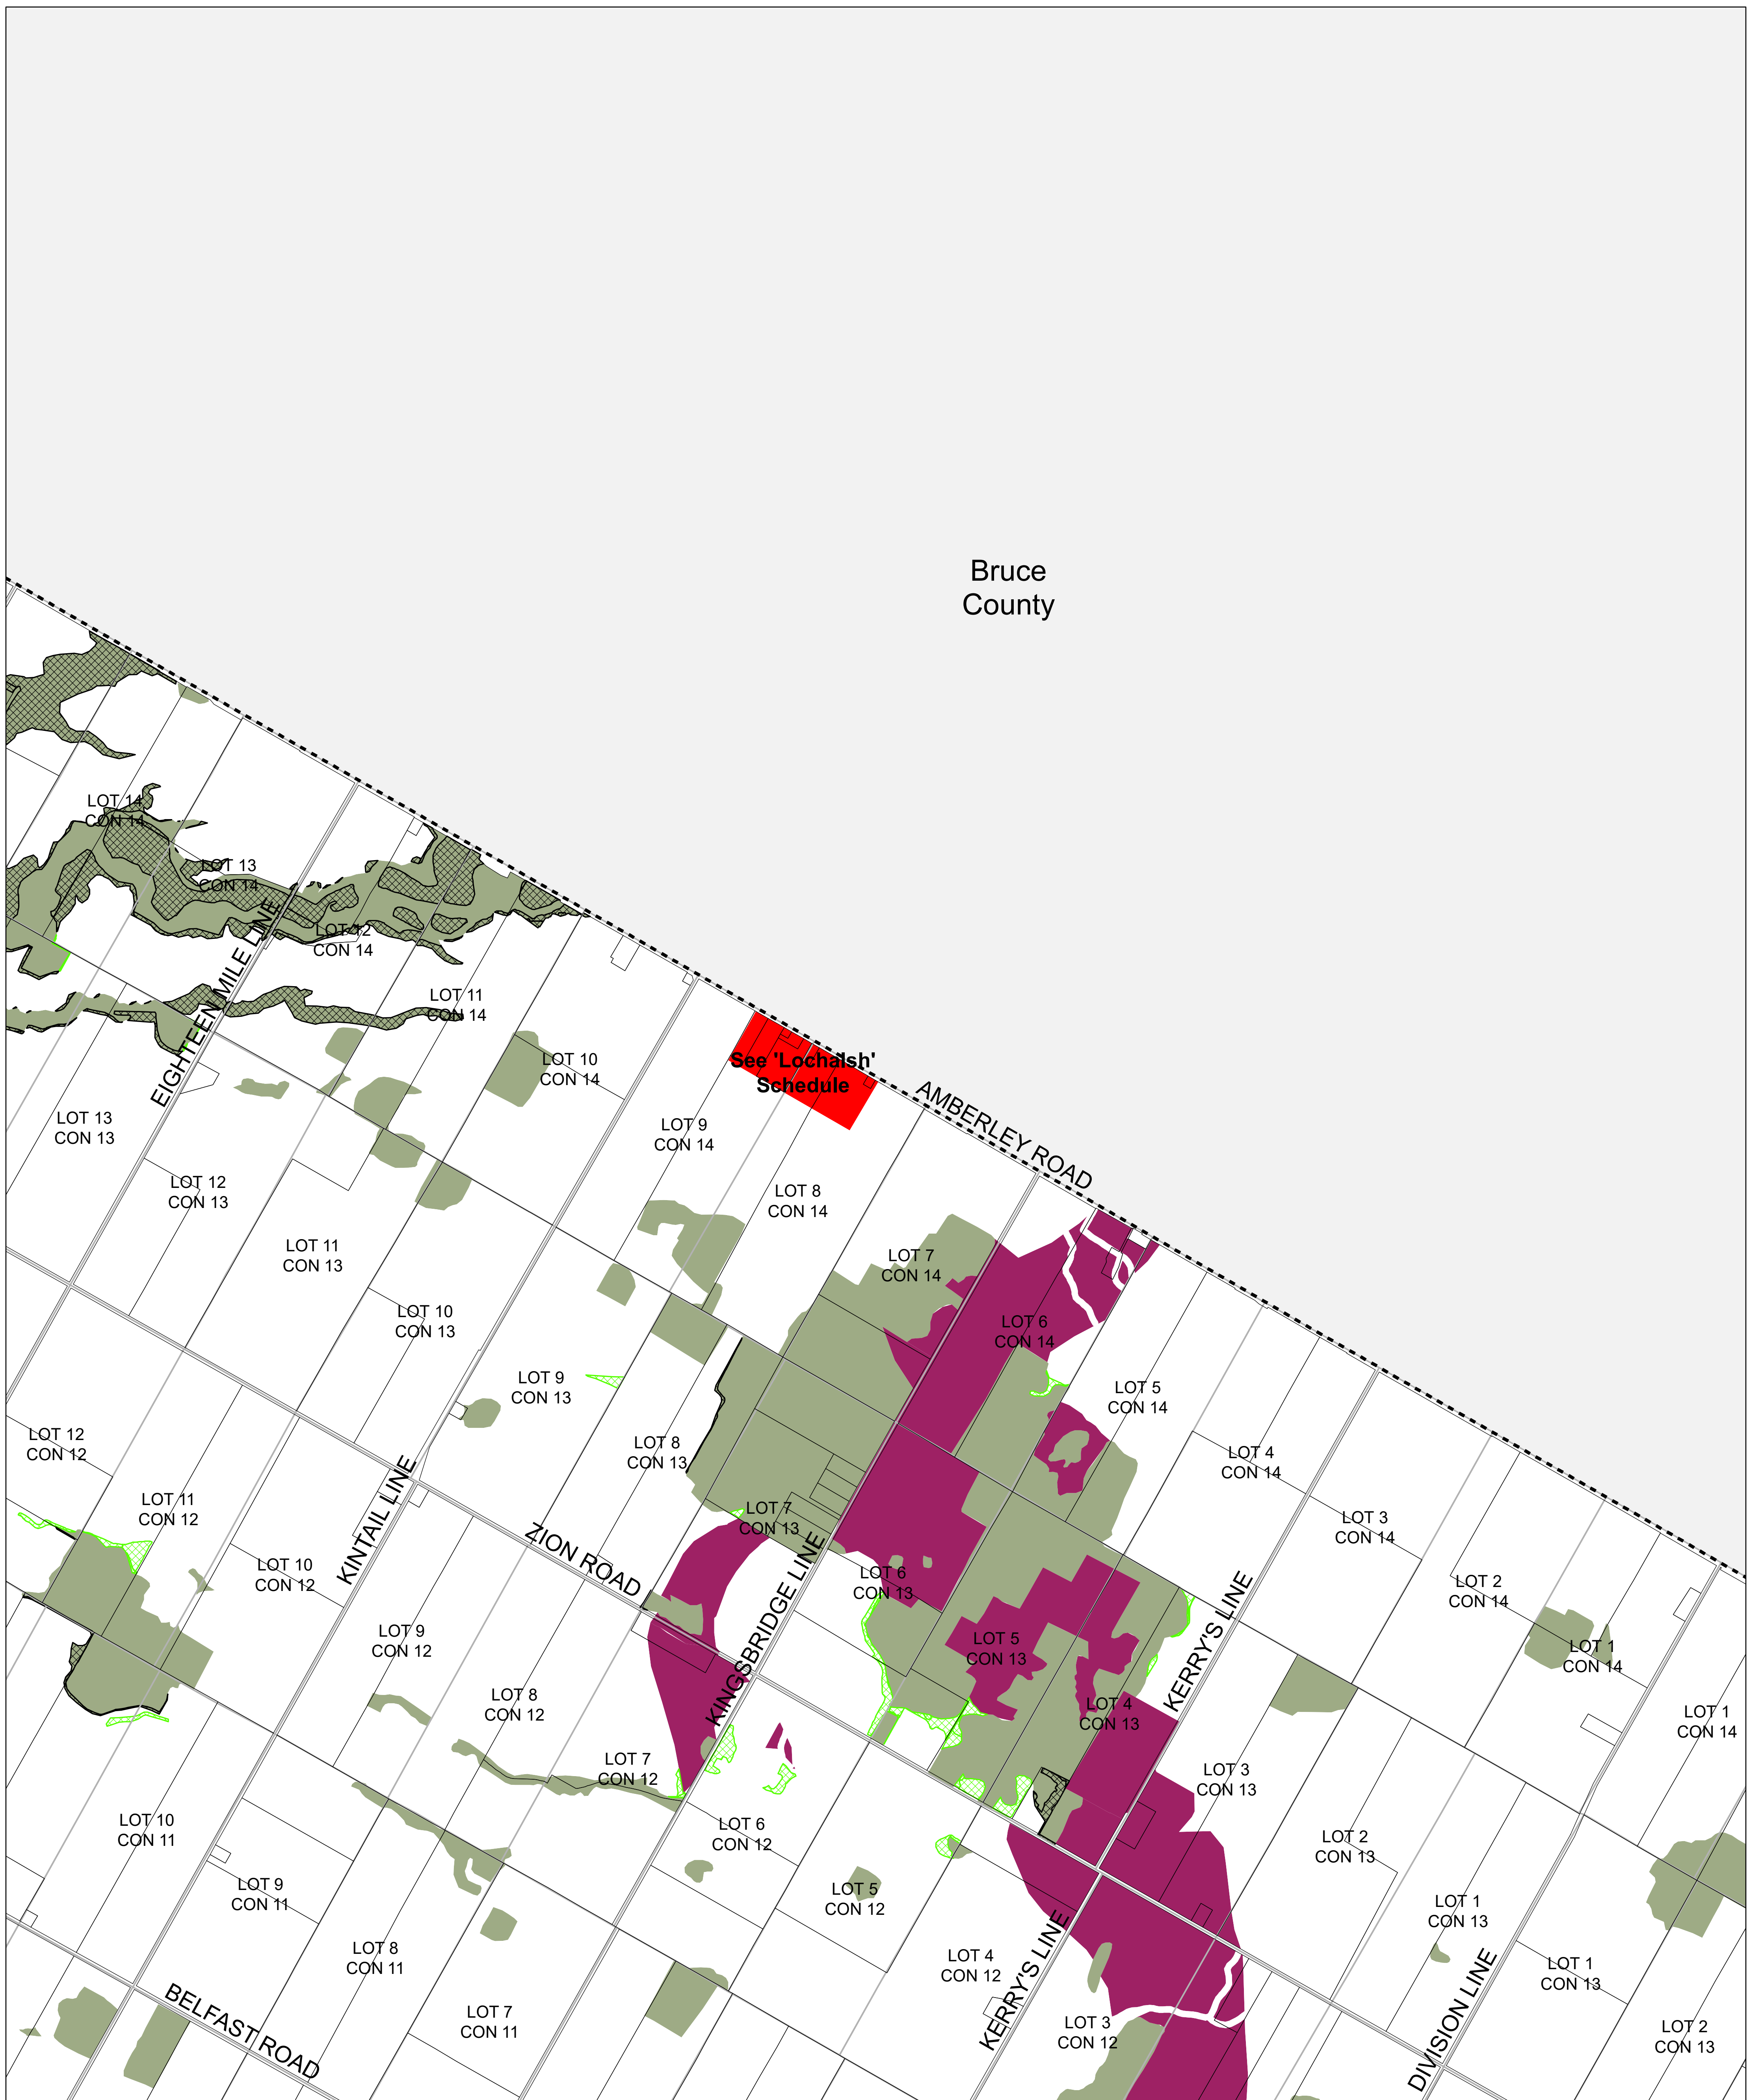 Bruce
County
LOT 14
CON 14
LOT 13
CON 14
EIGHTEEN MILE LINE
LOT 12
CON 14
LOT 11
CON 14
LOT 10
CON 14
See 'Lochalsh'
Schedule
AMBERLEY ROAD
LOT 13
CON 13
LOT 9
CON 14
LOT 12
CON 13
LOT 8
CON 14
LOT 11
CON 13
LOT 7
CON 14
LOT 10
CON 13
LOT 6
CON 14
LOT 9
CON 13
LOT 5
CON 14
LOT 12
CON 12
LOT 8
CON 13
LOT 4
CON 14
LOT 11
CON 12
KINTAIL LINE
LOT 7
CON 13
LOT 3
CON 14
ZION ROAD
LOT 10
CON 12
LOT 6
CON 13
LOT 2
CON 14
KINGSBRIDGE LINE
KERRY'S LINE
LOT 9
CON 12
LOT 5
CON 13
LOT 1
CON 14
LOT 8
CON 12
LOT 4
CON 13
LOT 1
CON 14
LOT 7
CON 12
LOT 3
CON 13
LOT 10
CON 11
LOT 6
CON 12
LOT 2
CON 13
LOT 9
CON 11
LOT 5
CON 12
LOT 1
CON 13
LOT 8
CON 11
LOT 4
CON 12
KERRY'S LINE
LOT 1
CON 13
DIVISION LINE
BELFAST ROAD
LOT 7
CON 11
LOT 3
CON 12
LOT 2
CON 13